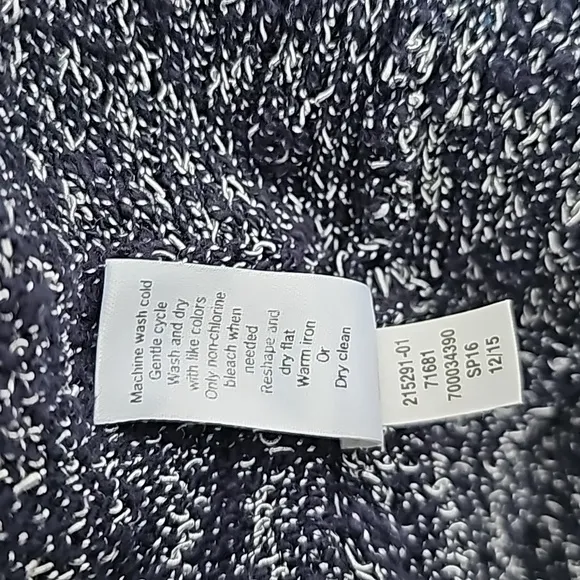 Machine wash cold
Gentle cycle
Wash and dry
with like colors
Only non-chlorine
bleach when
needed
Reshape and
dry flat
Warm iron
Or
Dry clean
215291-01
71681
700034390
SP16
12/15